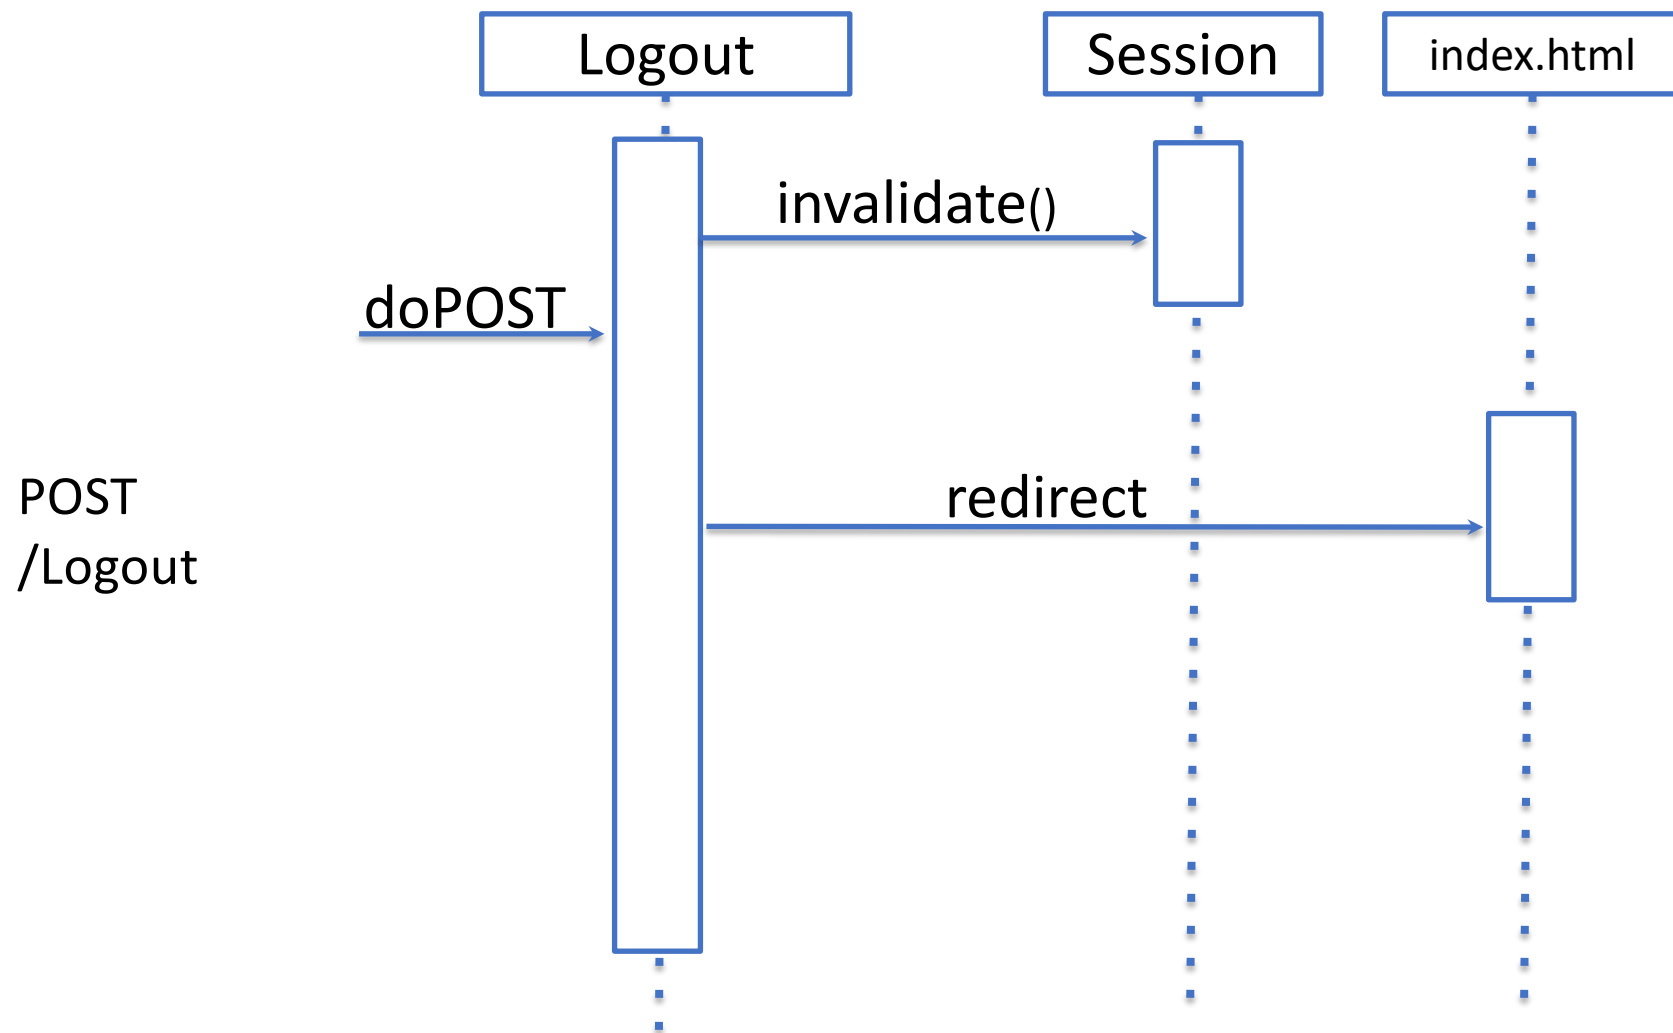 Logout
Session
index.html
invalidate()
doPOST
POST
/Logout
redirect